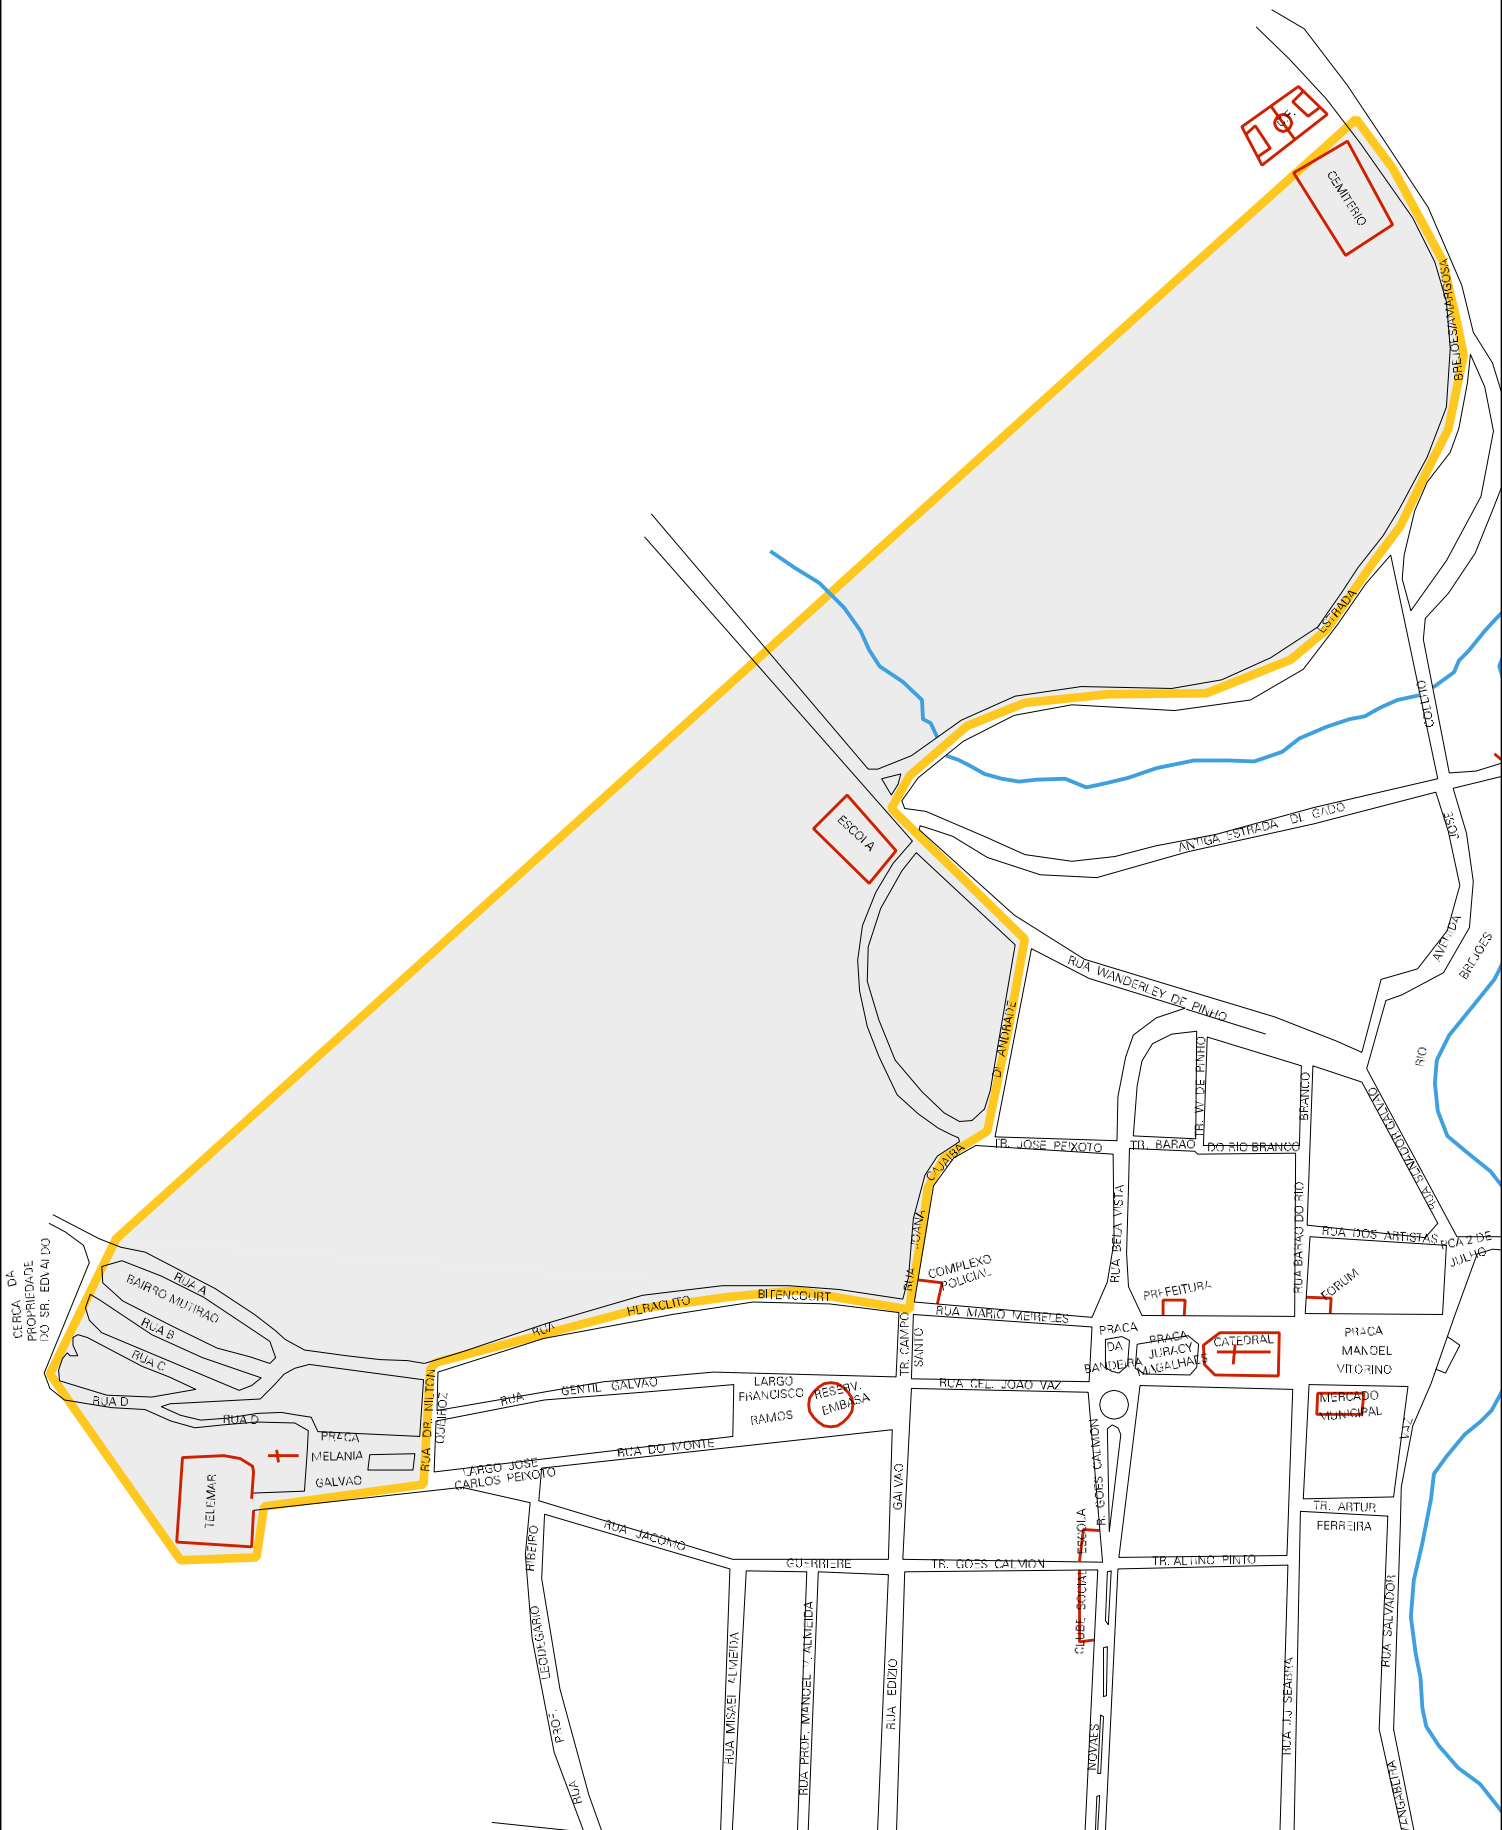 CEMITERIO
BREJOES/AMARGOSA
ESTRADA
ESCOLA
ANTIGA ESTRADA DE GADO
JOSE
AVENIDA
BREJOES
RIO
RUA WANDERLEY DE PINHO
DE ANDRADE
TR. W. DE PINHO
BRANCO
RUA SENADOR GALVAO
TR. JOSE PEIXOTO
TR. BARAO
DO RIO BRANCO
CAJAIBA
JOANA
RUA
RUA BELA VISTA
RUA BARAO DO RIO
RUA DOS ARTISTAS
PCA 2 DE
JULHO
CERCA DA
PROPRIEDADE
DO SR. EDVALDO
RUA A
BAIRRO MUTIRAO
RUA B
RUA C
RUA D
RUA D
COMPLEXO
POLICIAL
PREFEITURA
FORUM
RUA HERACLITO BITENCOURT
RUA MARIO MEIRELES
TR. CAMPO
SANTO
PRACA
DA
BANDEIRA
PRACA
JURACY
MAGALHAES
CATEDRAL
PRACA
MANOEL
VITORINO
RUA DR. NILTON
QUEIROZ
RUA GENTIL GALVAO
LARGO
FRANCISCO
RAMOS
RESERV.
EMBASA
RUA CEL. JOAO VAZ
MERCADO
MUNICIPAL
VAZ
PRACA
MELANIA
GALVAO
TELEMAR
RUA DO MONTE
LARGO JOSE
CARLOS PEIXOTO
GALVAO
R. GOES CALMON
TR. ARTUR
FERREIRA
RIBEIRO
RUA JACOMO
GUERRIERE
TR. GOES CALMON
TR. ALTINO PINTO
ESCOLA
CLUBE SOCIAL
LEODEGARIO
PROF.
RUA
RUA MISAEL ALMEIDA
RUA PROF. MANOEL P. ALMEIDA
RUA EDIZIO
NOVAES
RUA J.J SEABRA
RUA SALVADOR